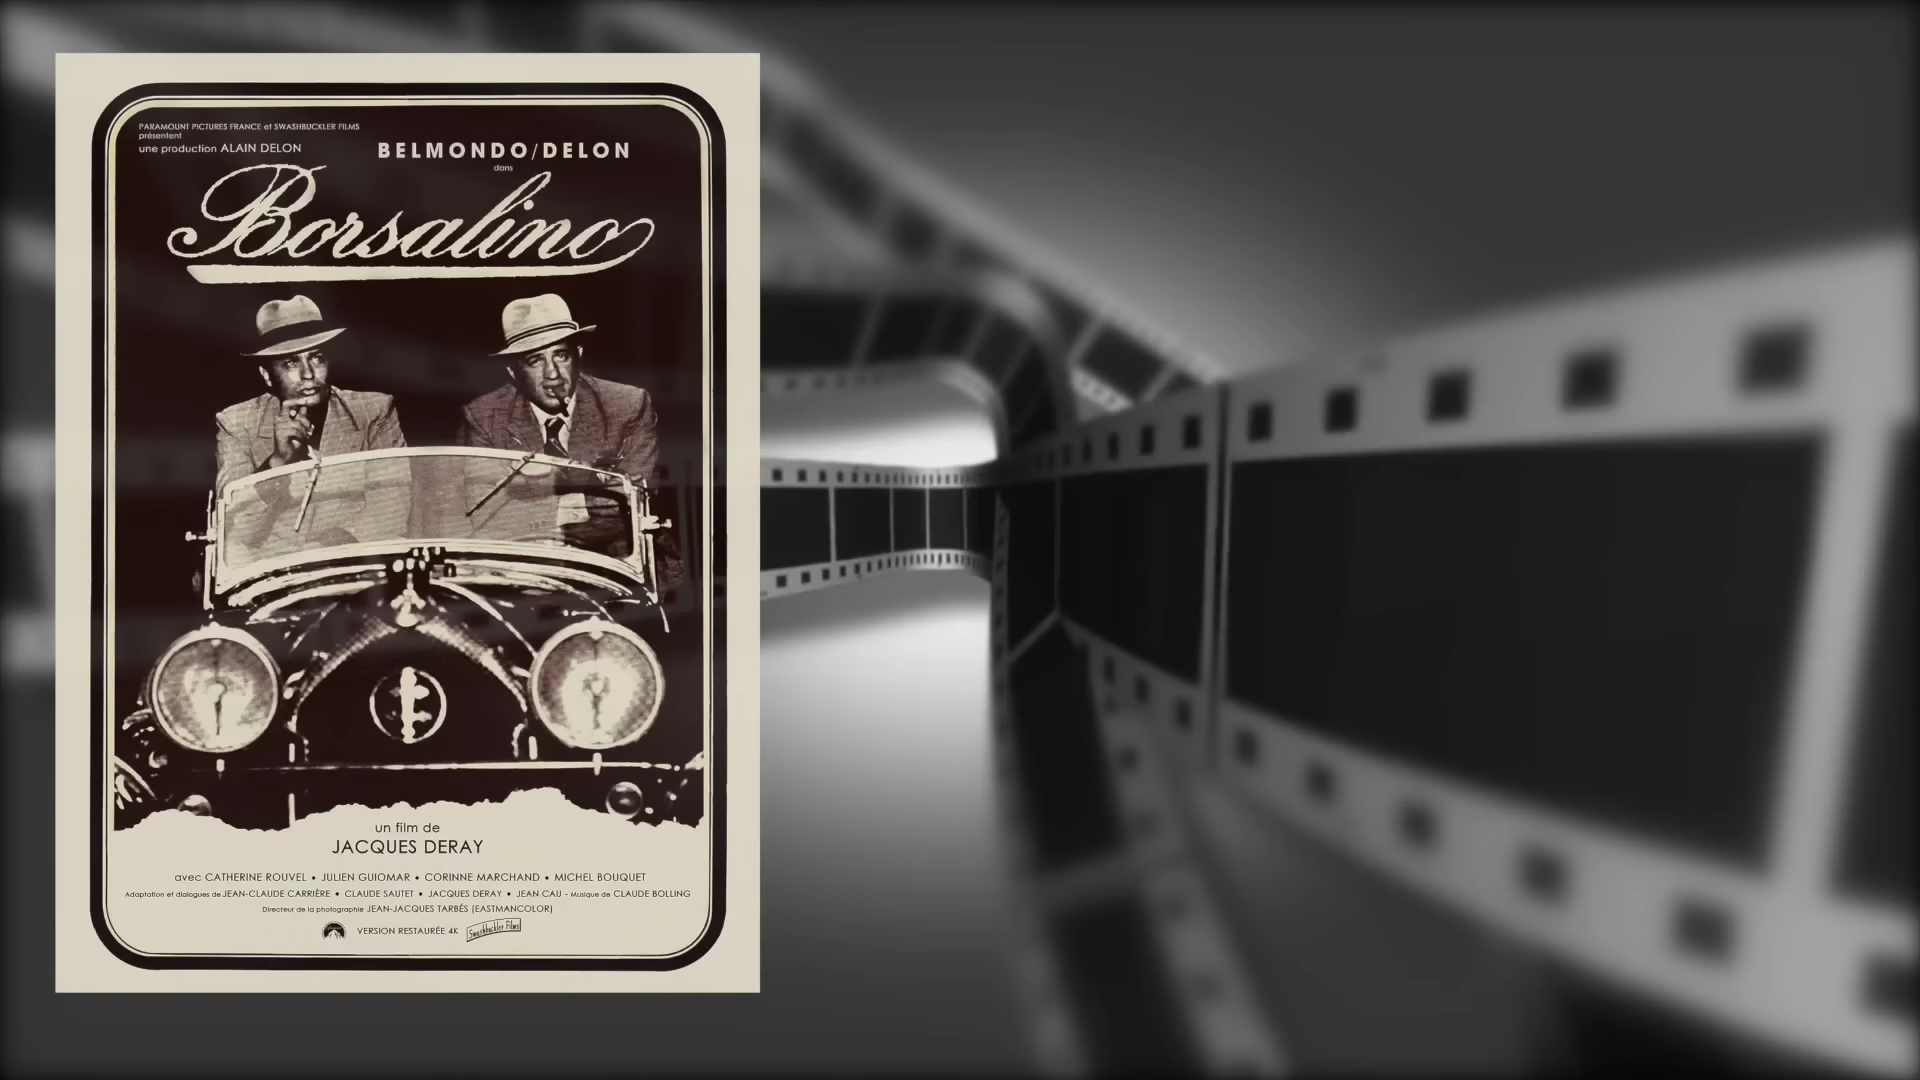 PARAMOUNT PICTURES FRANCE et SWASHBUCKLER FILMS
présentent
une production ALAIN DELON
BELMONDO/DELON
dans
Borsalino
un film de
JACQUES DERAY
avec CATHERINE ROUVEL • JULIEN GUIOMAR • CORINNE MARCHAND • MICHEL BOUQUET
Adaptation et dialogues de JEAN-CLAUDE CARRIÈRE • CLAUDE SAUTET • JACQUES DERAY • JEAN CAU - Musique de CLAUDE BOLLING
Directeur de la photographie JEAN-JACQUES TARBÉS (EASTMANCOLOR)
VERSION RESTAURÉE 4K Swashbuckler Films